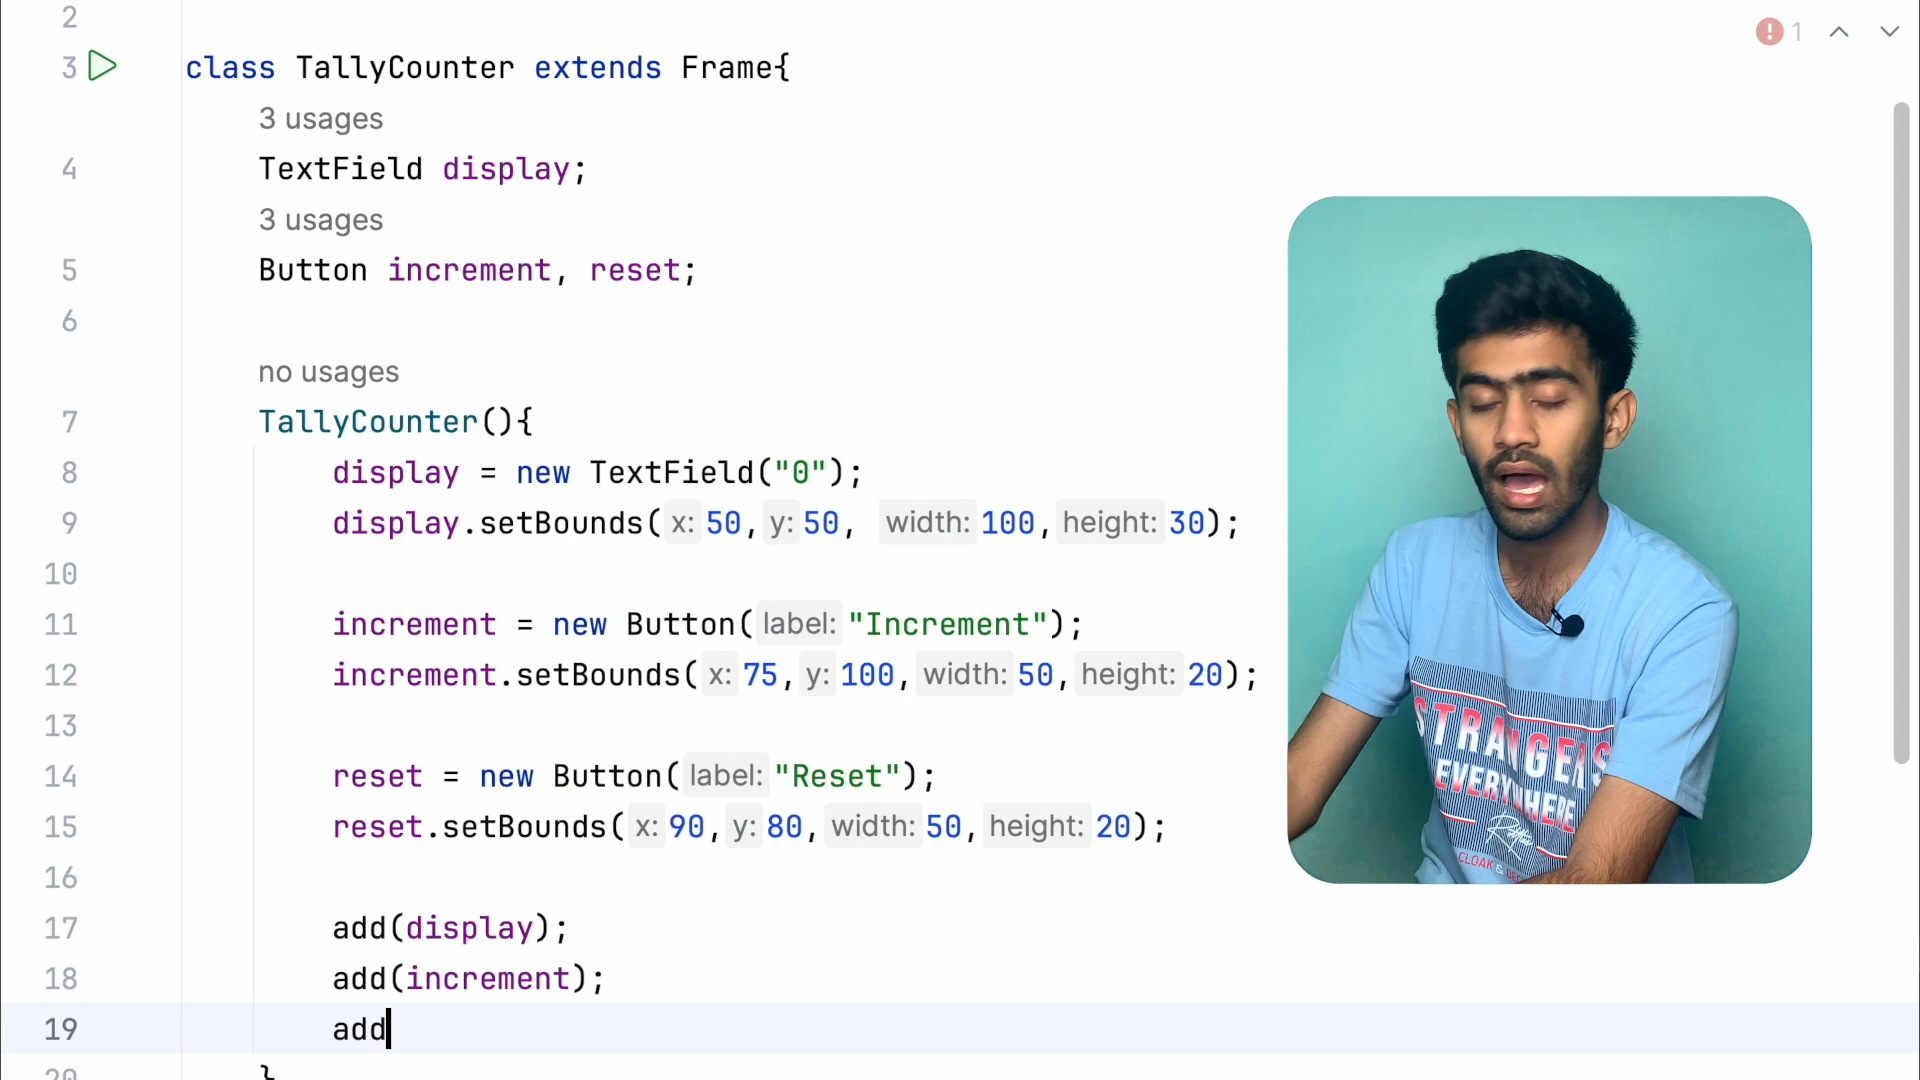 2
1
3 class TallyCounter extends Frame{
3 usages
4 TextField display;
3 usages
5 Button increment, reset;
6
no usages
7 TallyCounter(){
8 display = new TextField("0");
9 display.setBounds( x: 50, y: 50, width: 100, height: 30);
10
11 increment = new Button( label: "Increment");
12 increment.setBounds( x: 75, y: 100, width: 50, height: 20);
13
14 reset = new Button( label: "Reset");
15 reset.setBounds( x: 90, y: 80, width: 50, height: 20);
16
17 add(display);
18 add(increment);
19 add
20 }
STRANGERS
EVERYWHERE
CLOAK &